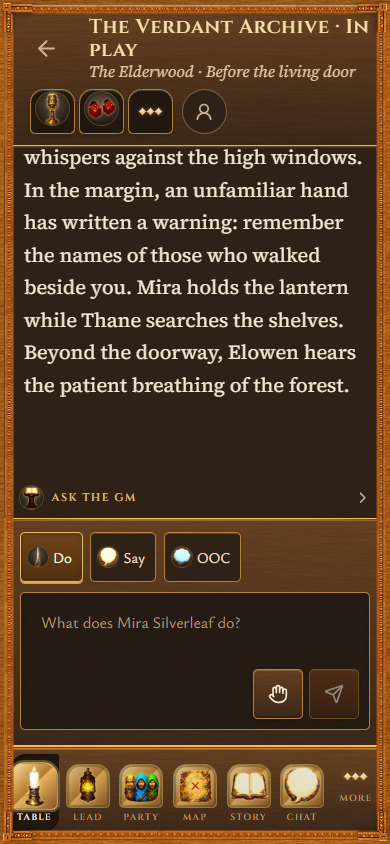 The Verdant Archive · In
Play
The Elderwood · Before the living door
whispers against the high windows.
In the margin, an unfamiliar hand
has written a warning: remember
the names of those who walked
beside you. Mira holds the lantern
while Thane searches the shelves.
Beyond the doorway, Elowen hears
the patient breathing of the forest.
ASK THE GM
Do
Say
OOC
What does Mira Silverleaf do?
TABLE
LEAD
PARTY
MAP
STORY
CHAT
MORE